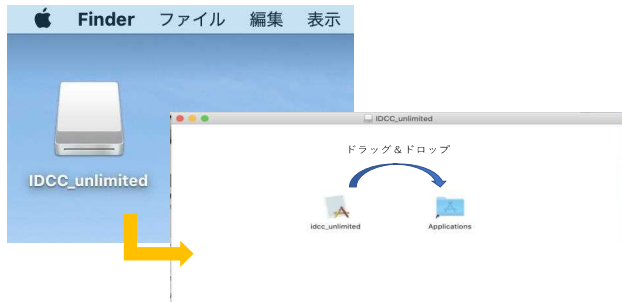 Finder ファイル 編集 表示
IDCC_unlimited
IDCC_unlimited
ドラッグ＆ドロップ
idcc_unlimited
Applications